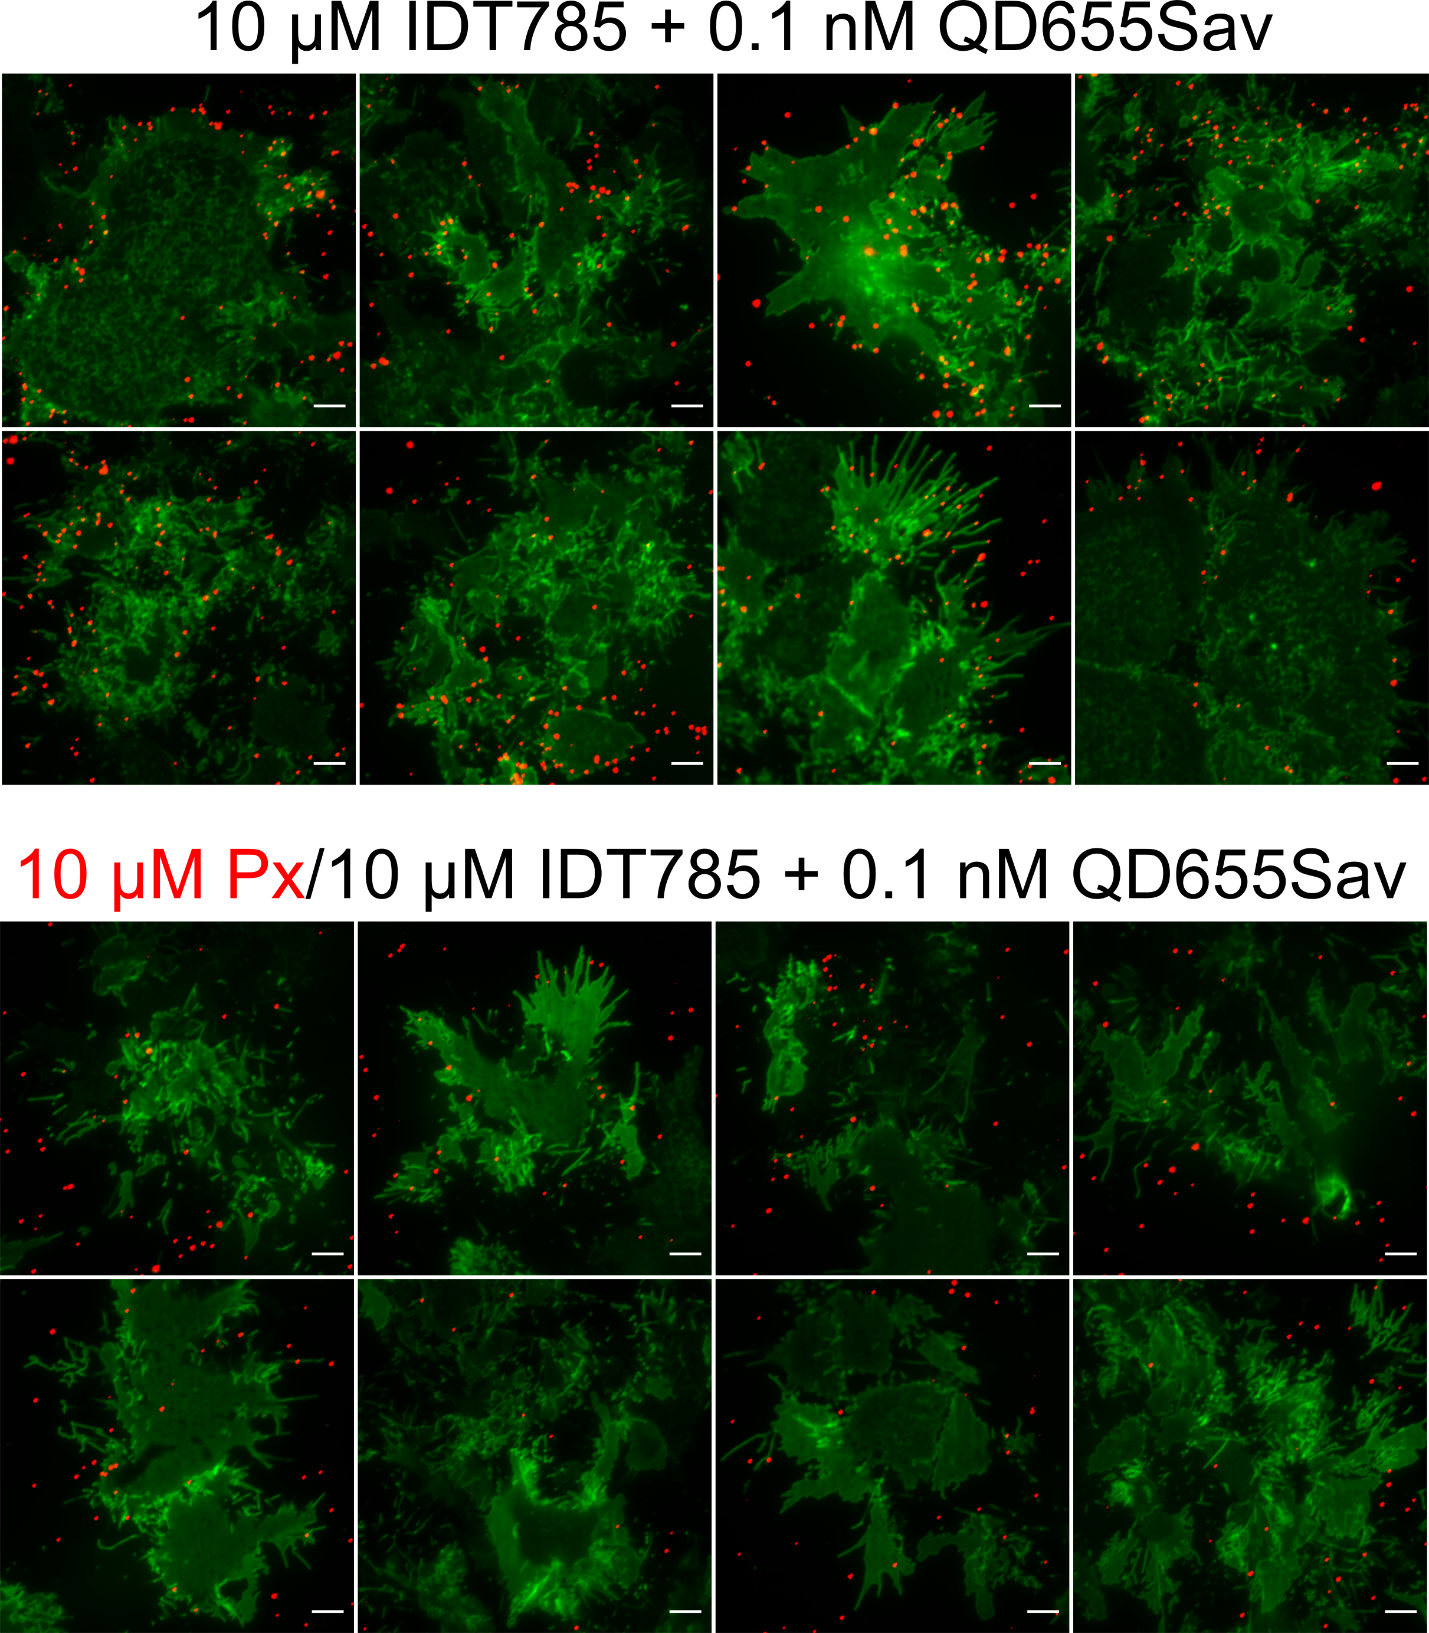 10 µM IDT785 + 0.1 nM QD655Sav
10 µM Px/10 µM IDT785 + 0.1 nM QD655Sav